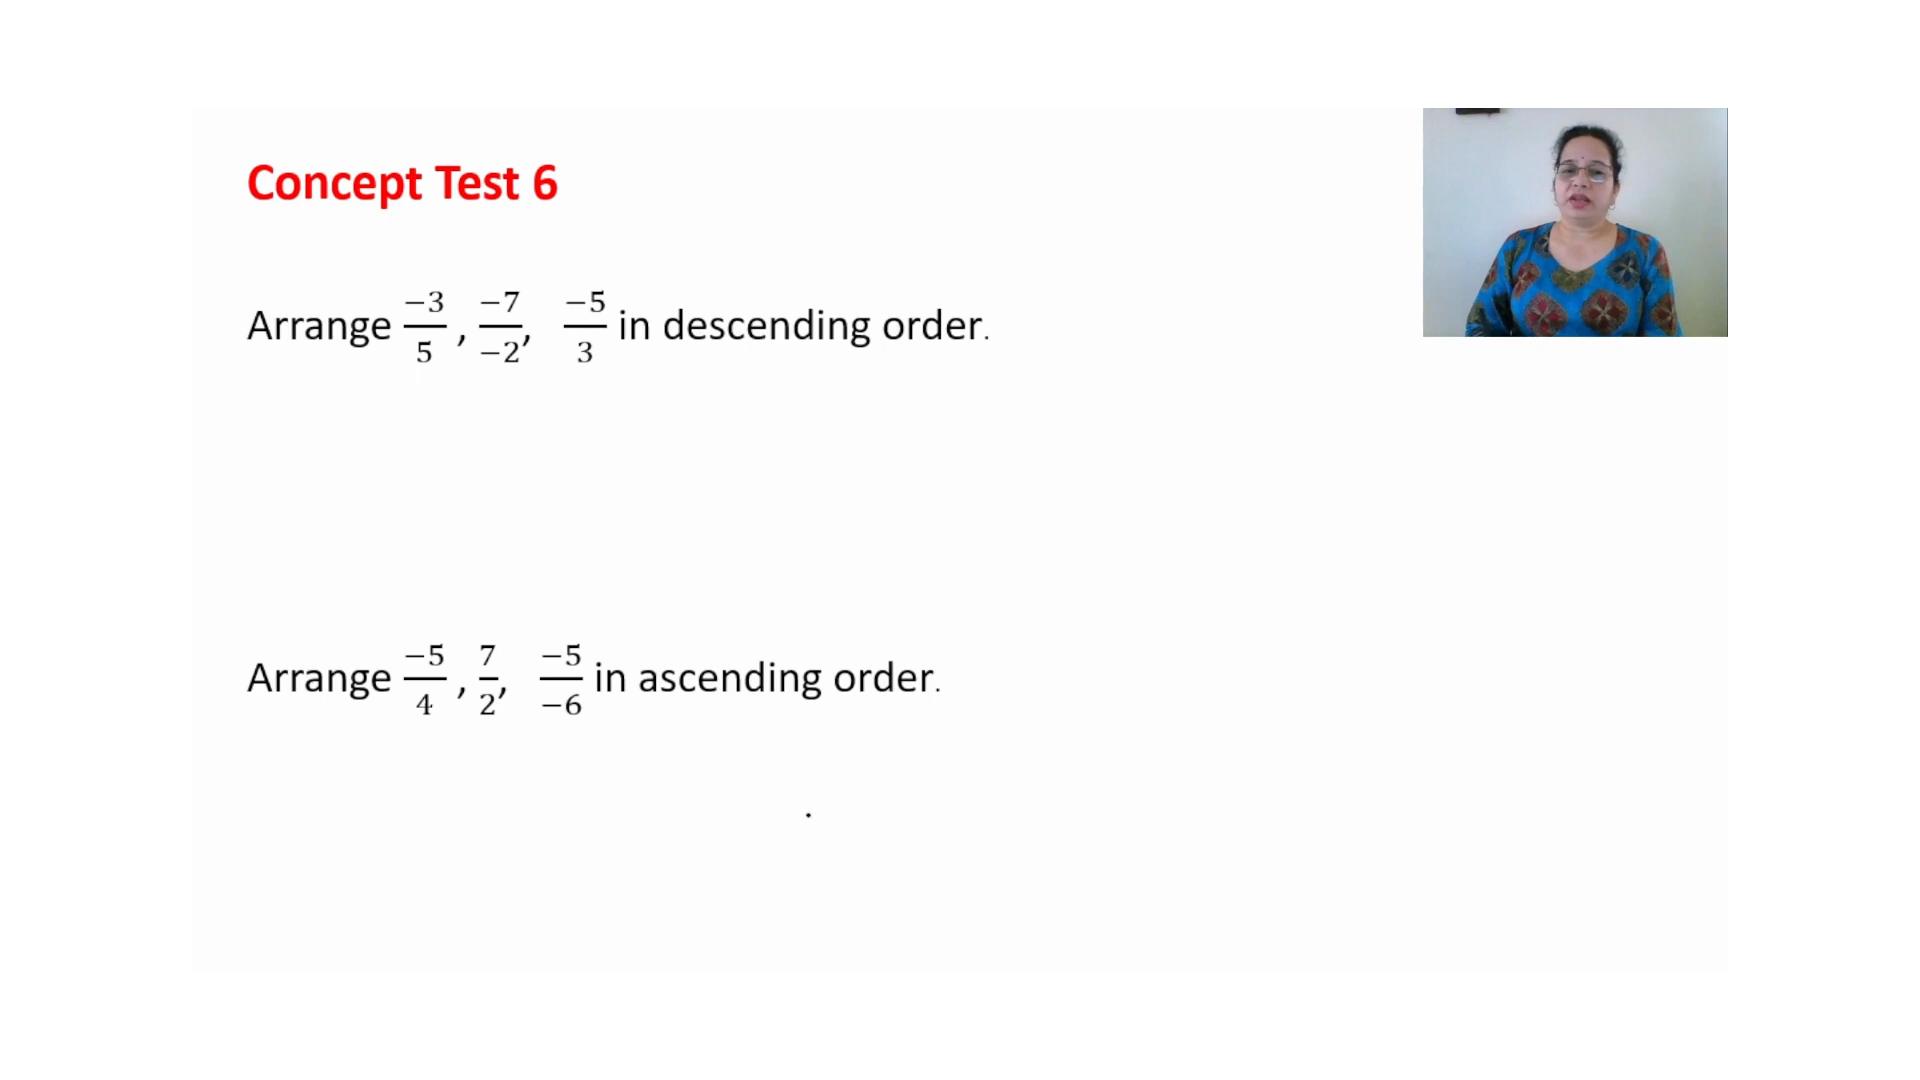 Concept Test 6
Arrange −3/5 , −7/−2, −5/3 in descending order.
Arrange −5/4 , 7/2, −5/−6 in ascending order.